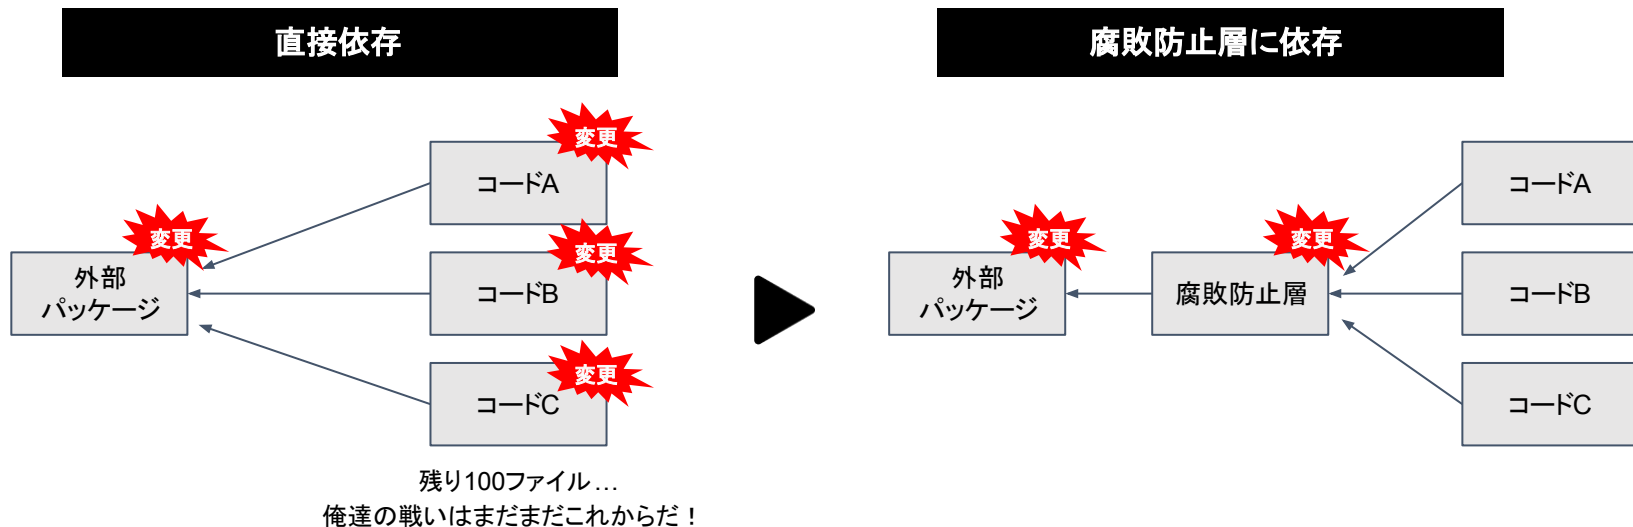 直接依存
変更
コードA
変更
外部
パッケージ
変更
コードB
変更
コードC
残り100ファイル…
俺達の戦いはまだまだこれからだ！
腐敗防止層に依存
コードA
変更
外部
パッケージ
変更
腐敗防止層
コードB
コードC